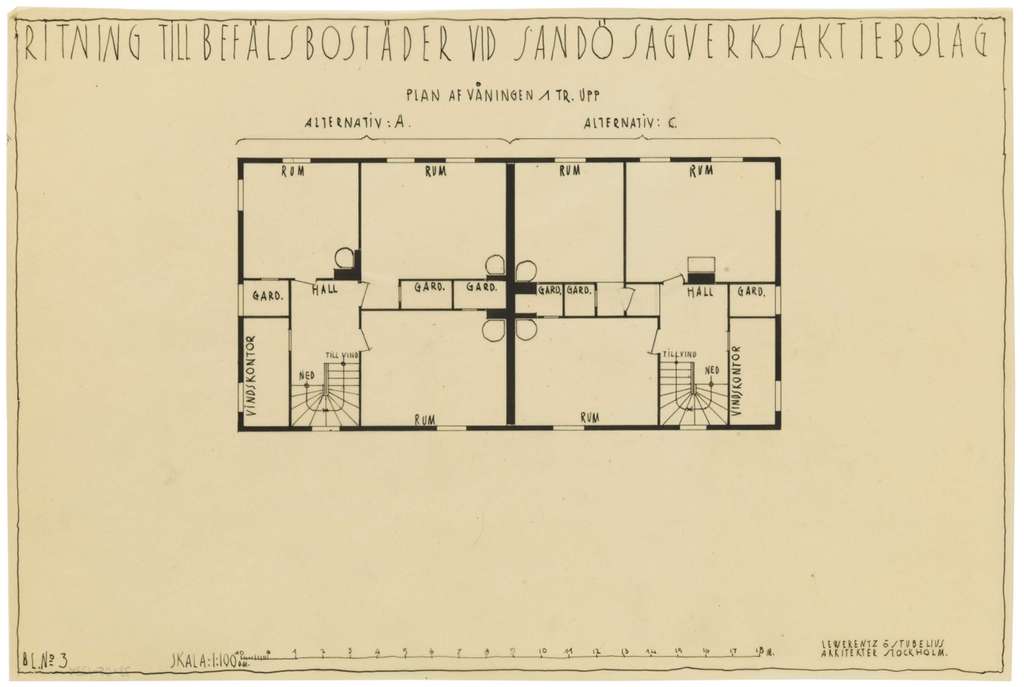 RITNING TILL BEFÄLSBOSTÄDER VID SANDÖ SAGVERKSAKTIEBOLAG
PLAN AF VÅNINGEN 1 TR. UPP
ALTERNATIV: A. ALTERNATIV: C.
RUM RUM RUM RUM
GARD. HALL GARD. GARD. GARD. GARD. HALL GARD.
VINDSKONTOR NED TILL VIND TILL VIND NED VINDSKONTOR
RUM RUM
BL. No 3
SKALA: 1:100
10 0 1 2 3 4 5 6 7 8 9 10 11 12 13 14 15 16 17 18 M.
LEWERENTZ & STUBELIUS
ARKITEKTER STOCKHOLM.